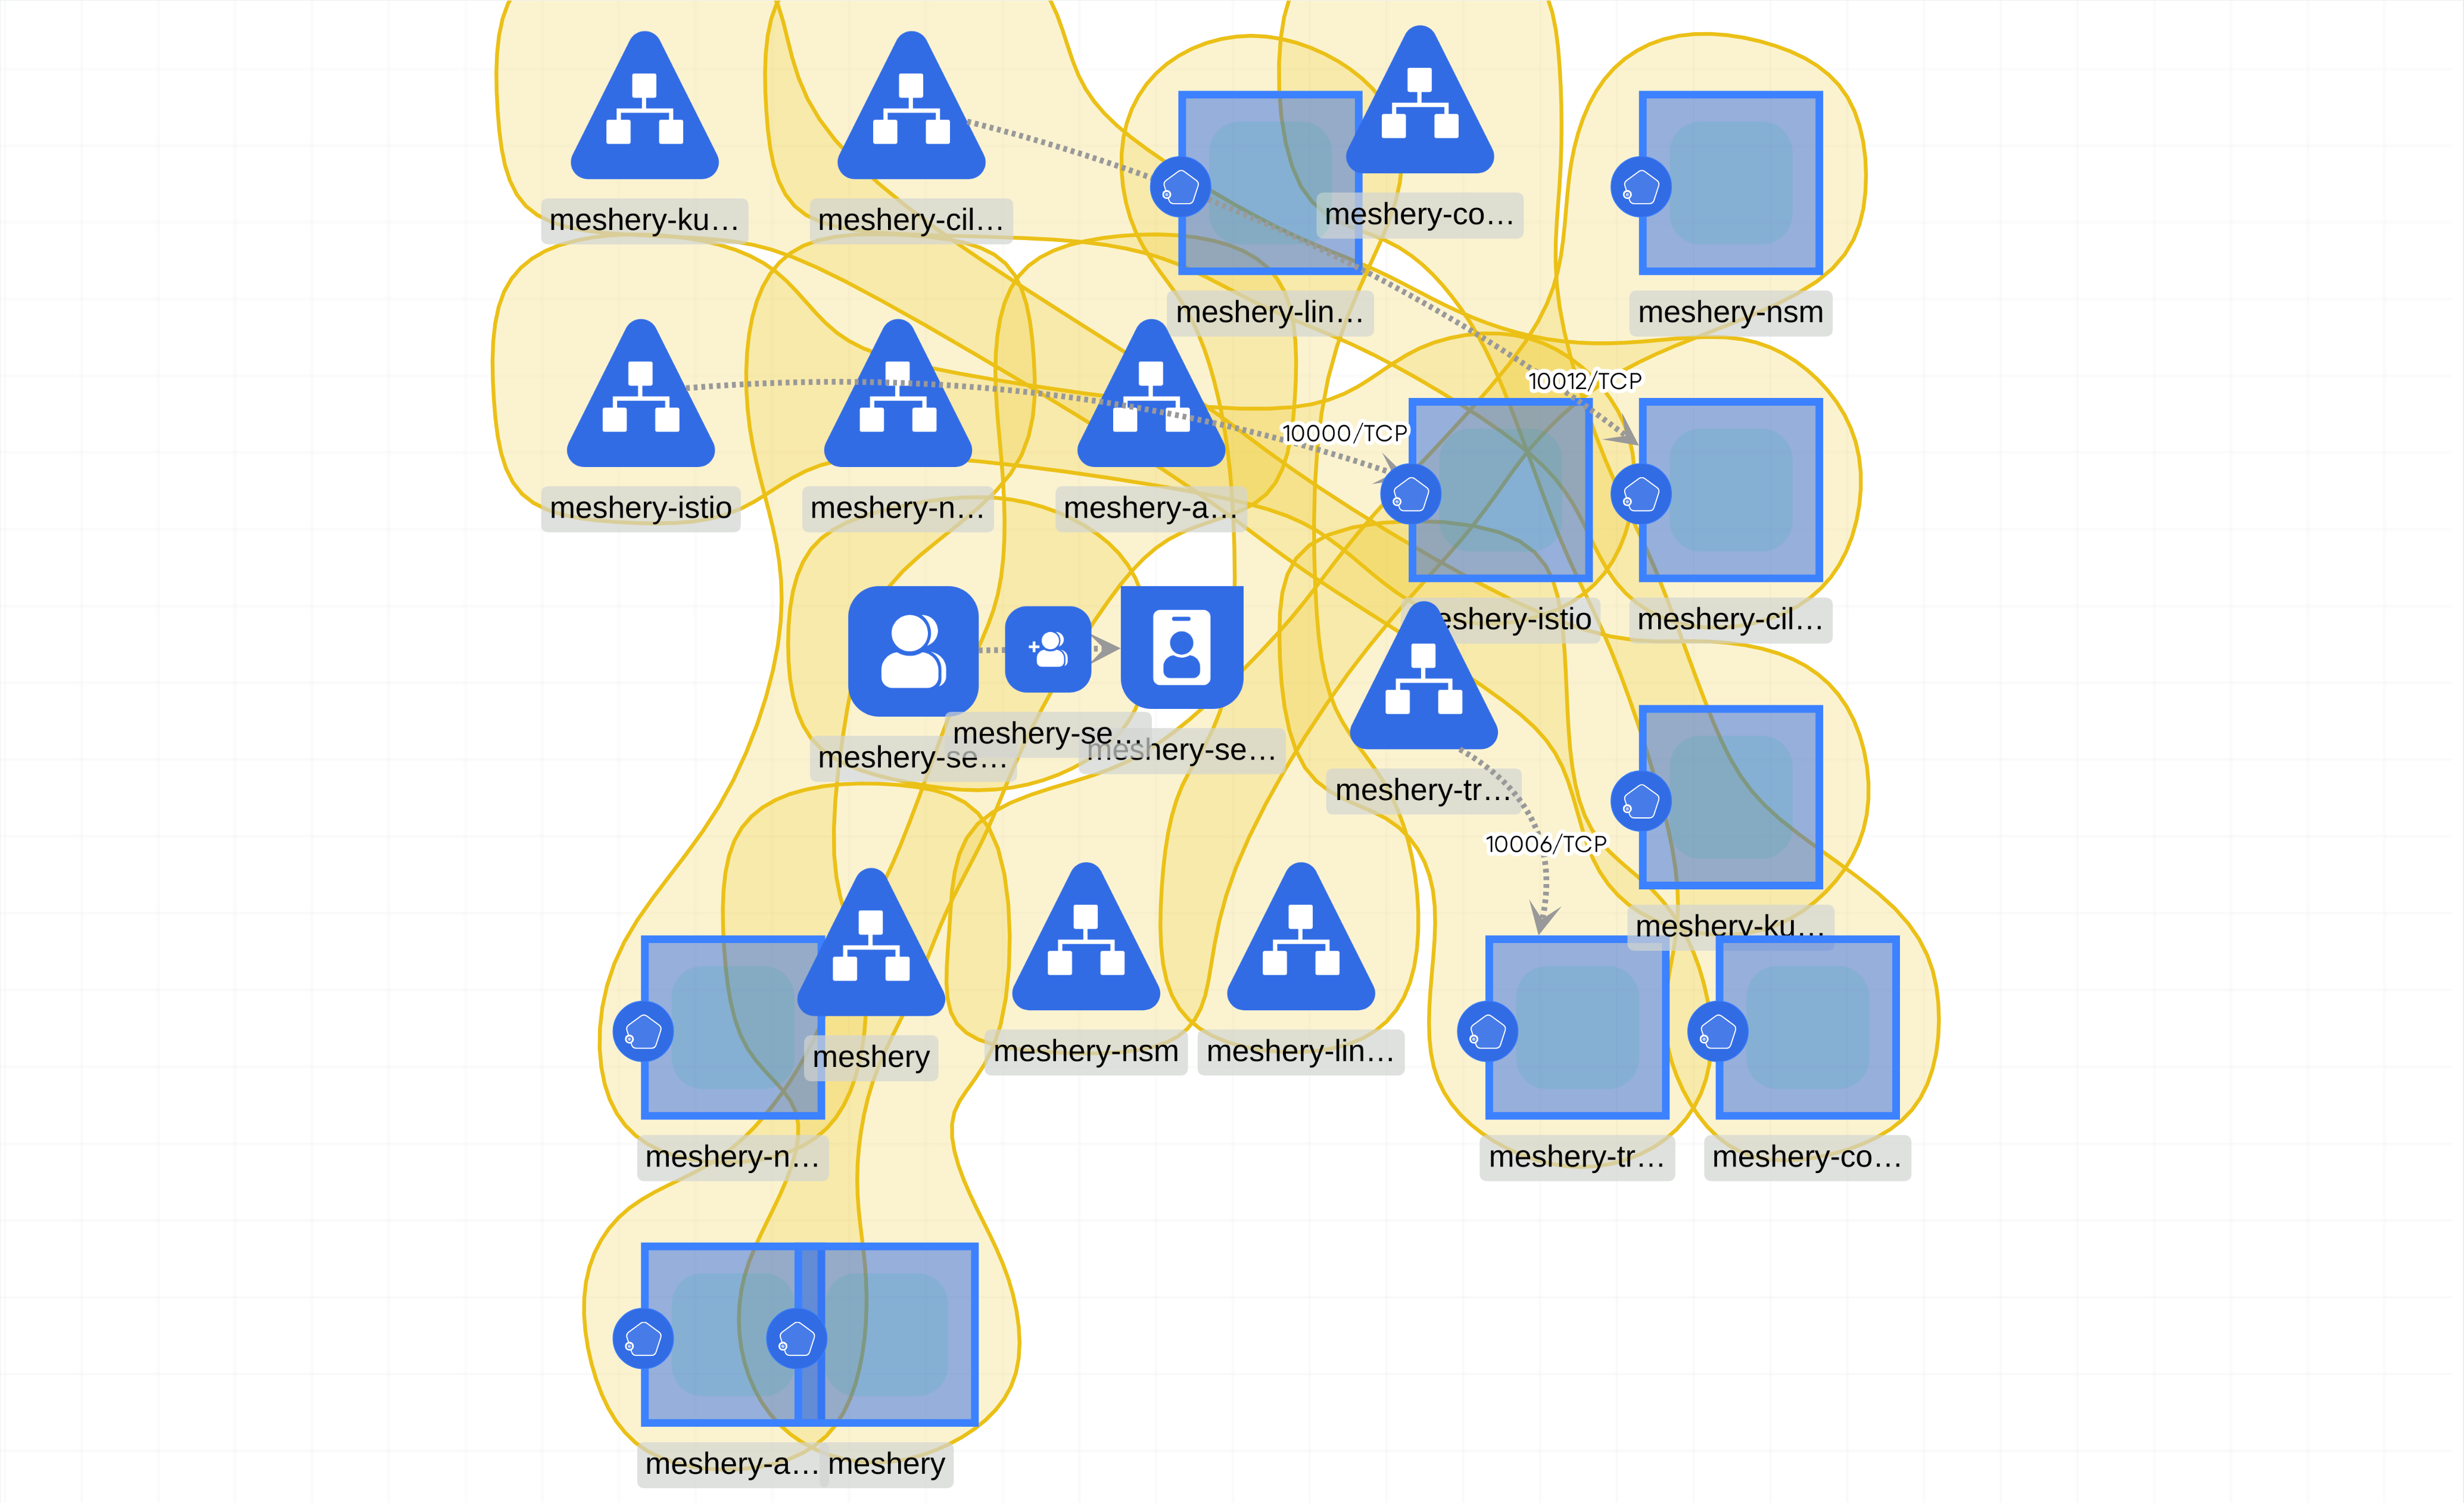 meshery-ku...
meshery-cil...
meshery-co...
meshery-lin...
meshery-nsm
10012/TCP
10000/TCP
meshery-istio
meshery-n...
meshery-a...
eshery-istio
meshery-cil...
meshery-se...
meshery-se...
meshery-se...
meshery-tr...
10006/TCP
meshery-ku...
meshery
meshery-nsm
meshery-lin...
meshery-n...
meshery-tr...
meshery-co...
meshery-a...
meshery